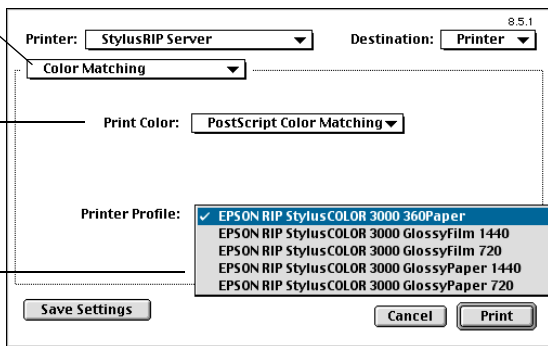 8.5.1
Printer: StylusRIP Server Destination: Printer
Color Matching
Print Color: PostScript Color Matching
Printer Profile: ✓ EPSON RIP StylusCOLOR 3000 360Paper
EPSON RIP StylusCOLOR 3000 GlossyFilm 1440
EPSON RIP StylusCOLOR 3000 GlossyFilm 720
EPSON RIP StylusCOLOR 3000 GlossyPaper 1440
EPSON RIP StylusCOLOR 3000 GlossyPaper 720
Save Settings Cancel Print